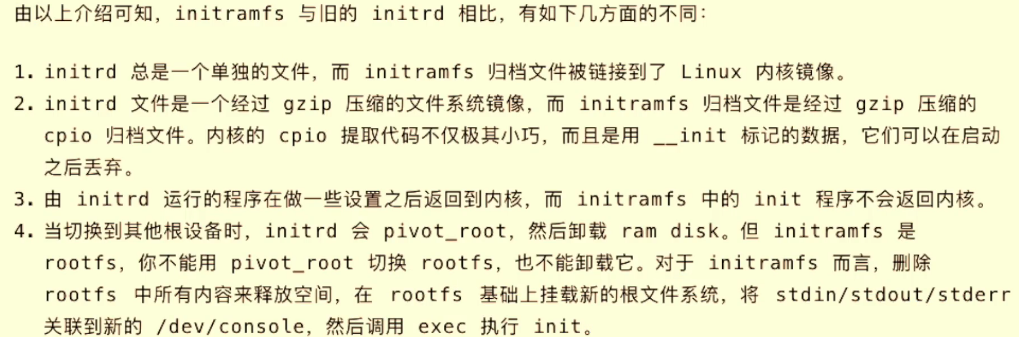 由以上介绍可知，initramfs 与旧的 initrd 相比，有如下几方面的不同：
1. initrd 总是一个单独的文件，而 initramfs 归档文件被链接到了 Linux 内核镜像。
2. initrd 文件是一个经过 gzip 压缩的文件系统镜像，而 initramfs 归档文件是经过 gzip 压缩的
cpio 归档文件。内核的 cpio 提取代码不仅极其小巧，而且是用 __init 标记的数据，它们可以在启动
之后丢弃。
3. 由 initrd 运行的程序在做一些设置之后返回到内核，而 initramfs 中的 init 程序不会返回内核。
4. 当切换到其他根设备时，initrd 会 pivot_root，然后卸载 ram disk。但 initramfs 是
rootfs，你不能用 pivot_root 切换 rootfs，也不能卸载它。对于 initramfs 而言，删除
rootfs 中所有内容来释放空间，在 rootfs 基础上挂载新的根文件系统，将 stdin/stdout/stderr
关联到新的 /dev/console，然后调用 exec 执行 init。